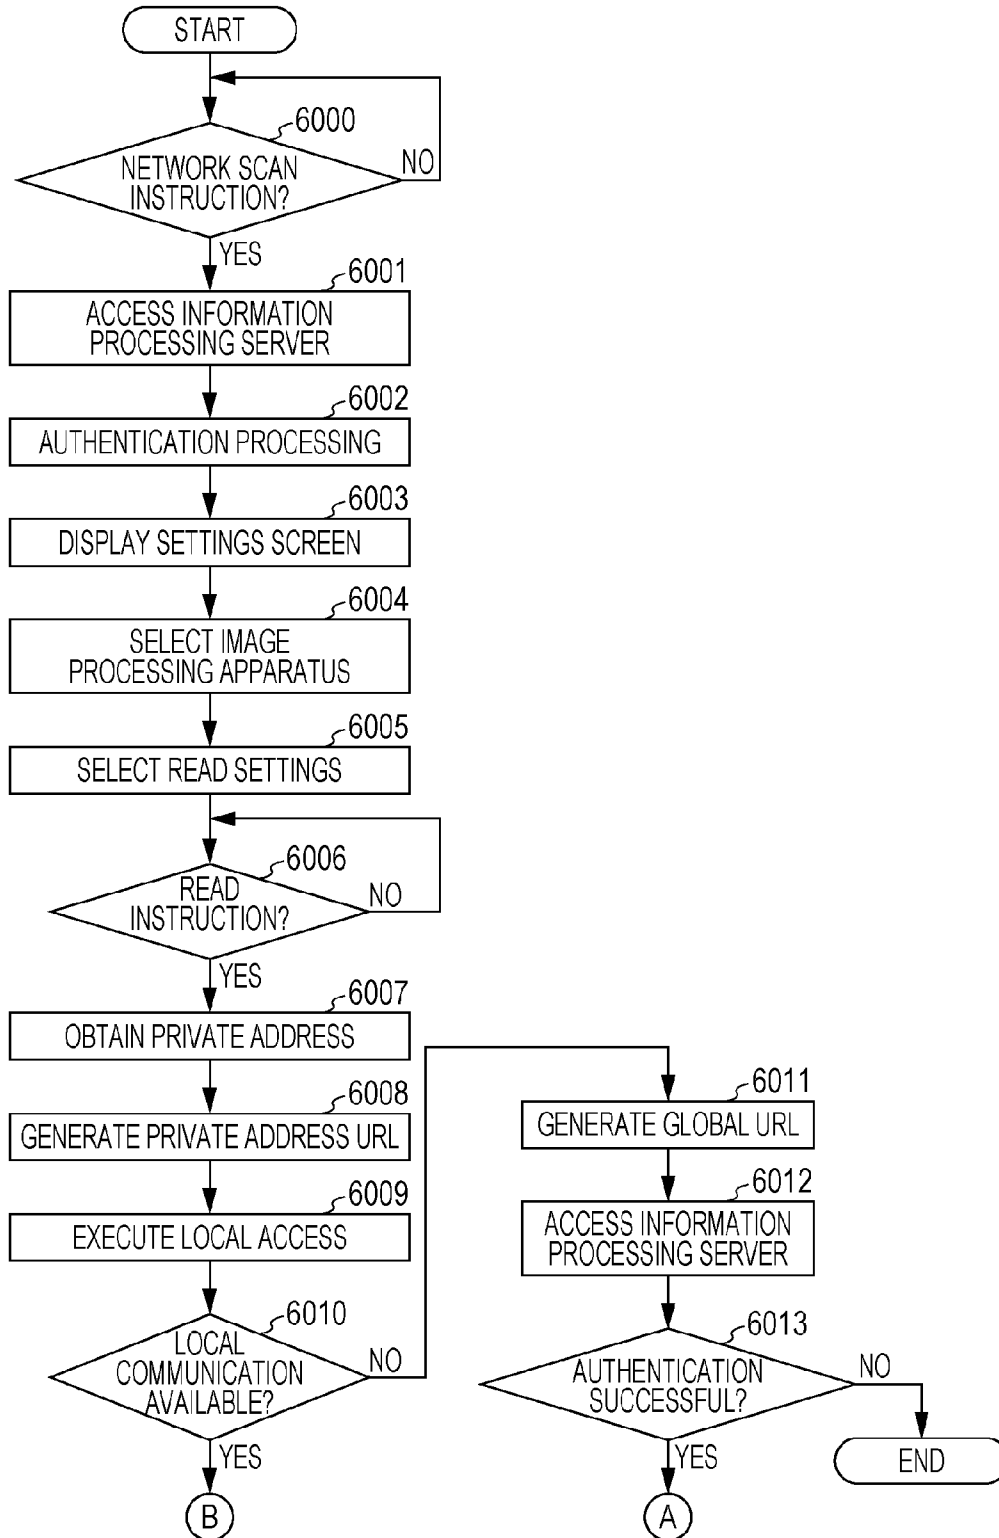 START
6000
NETWORK SCAN
INSTRUCTION?
NO
YES
6001
ACCESS INFORMATION
PROCESSING SERVER
6002
AUTHENTICATION PROCESSING
6003
DISPLAY SETTINGS SCREEN
6004
SELECT IMAGE
PROCESSING APPARATUS
6005
SELECT READ SETTINGS
6006
READ
INSTRUCTION?
NO
YES
6007
OBTAIN PRIVATE ADDRESS
6008
GENERATE PRIVATE ADDRESS URL
6009
EXECUTE LOCAL ACCESS
6010
LOCAL
COMMUNICATION
AVAILABLE?
NO
YES
B
6011
GENERATE GLOBAL URL
6012
ACCESS INFORMATION
PROCESSING SERVER
6013
AUTHENTICATION
SUCCESSFUL?
NO
YES
END
A